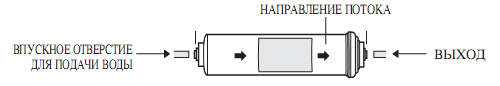 НАПРАВЛЕНИЕ ПОТОКА
ВПУСКНОЕ ОТВЕРСТИЕ
ДЛЯ ПОДАЧИ ВОДЫ
ВЫХОД